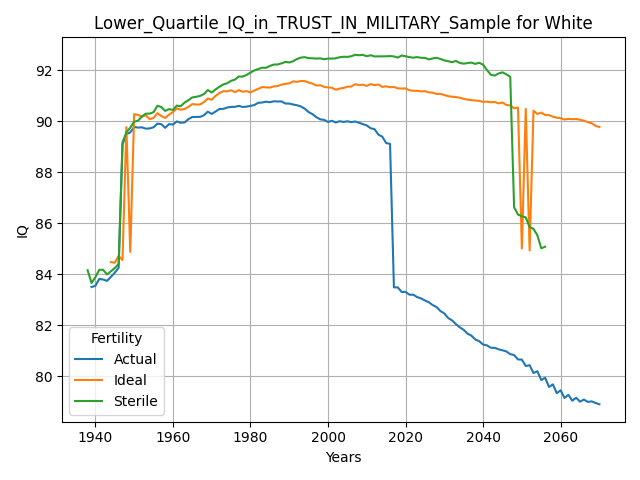 Lower_Quartile_IQ_in_TRUST_IN_MILITARY_Sample for White
IQ
92
90
88
86
84
82
80
Fertility
Actual
Ideal
Sterile
1940 1960 1980 2000 2020 2040 2060
Years